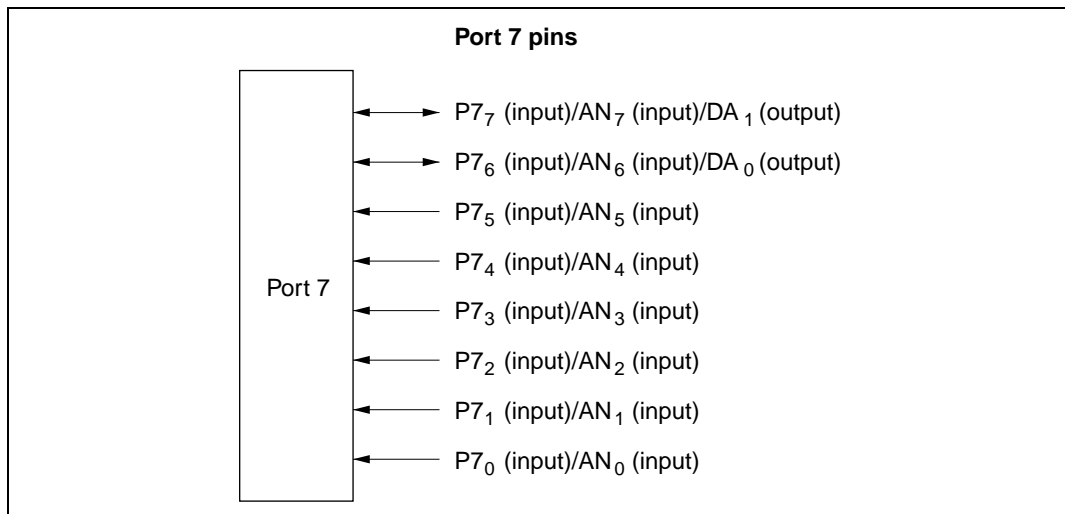 Port 7 pins
P7₇ (input)/AN₇ (input)/DA₁ (output)
P7₆ (input)/AN₆ (input)/DA₀ (output)
P7₅ (input)/AN₅ (input)
P7₄ (input)/AN₄ (input)
Port 7
P7₃ (input)/AN₃ (input)
P7₂ (input)/AN₂ (input)
P7₁ (input)/AN₁ (input)
P7₀ (input)/AN₀ (input)